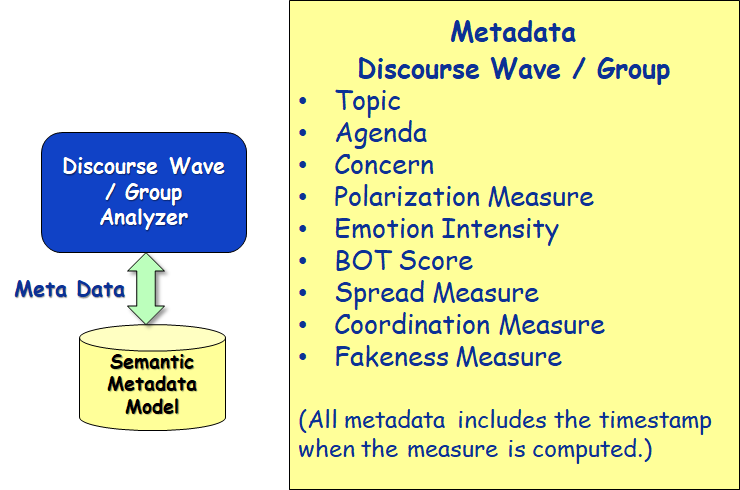 Discourse Wave
/ Group
Analyzer
Meta Data
Semantic
Metadata
Model
Metadata
Discourse Wave / Group
• Topic
• Agenda
• Concern
• Polarization Measure
• Emotion Intensity
• BOT Score
• Spread Measure
• Coordination Measure
• Fakeness Measure
(All metadata includes the timestamp
when the measure is computed.)